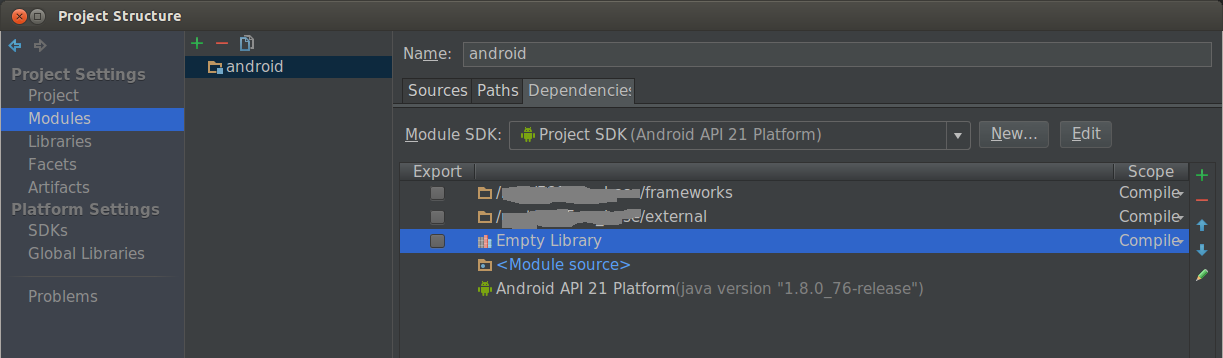 Project Structure
Project Settings
Project
Modules
Libraries
Facets
Artifacts
Platform Settings
SDKs
Global Libraries
Problems
android
Name: android
Sources Paths Dependencies
Module SDK: Project SDK (Android API 21 Platform) New... Edit
Export Scope
/frameworks Compile
/external Compile
Empty Library Compile
<Module source>
Android API 21 Platform(java version "1.8.0_76-release")